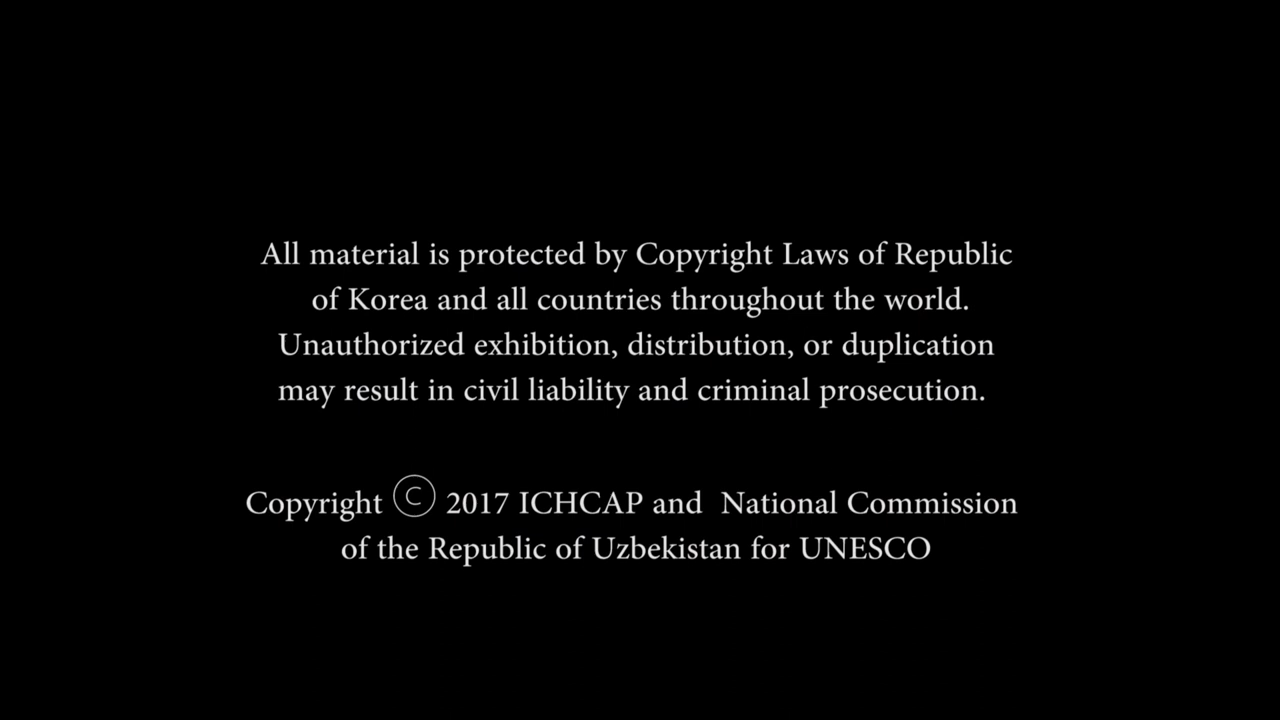 All material is protected by Copyright Laws of Republic
of Korea and all countries throughout the world.
Unauthorized exhibition, distribution, or duplication
may result in civil liability and criminal prosecution.
Copyright © 2017 ICHCAP and National Commission
of the Republic of Uzbekistan for UNESCO